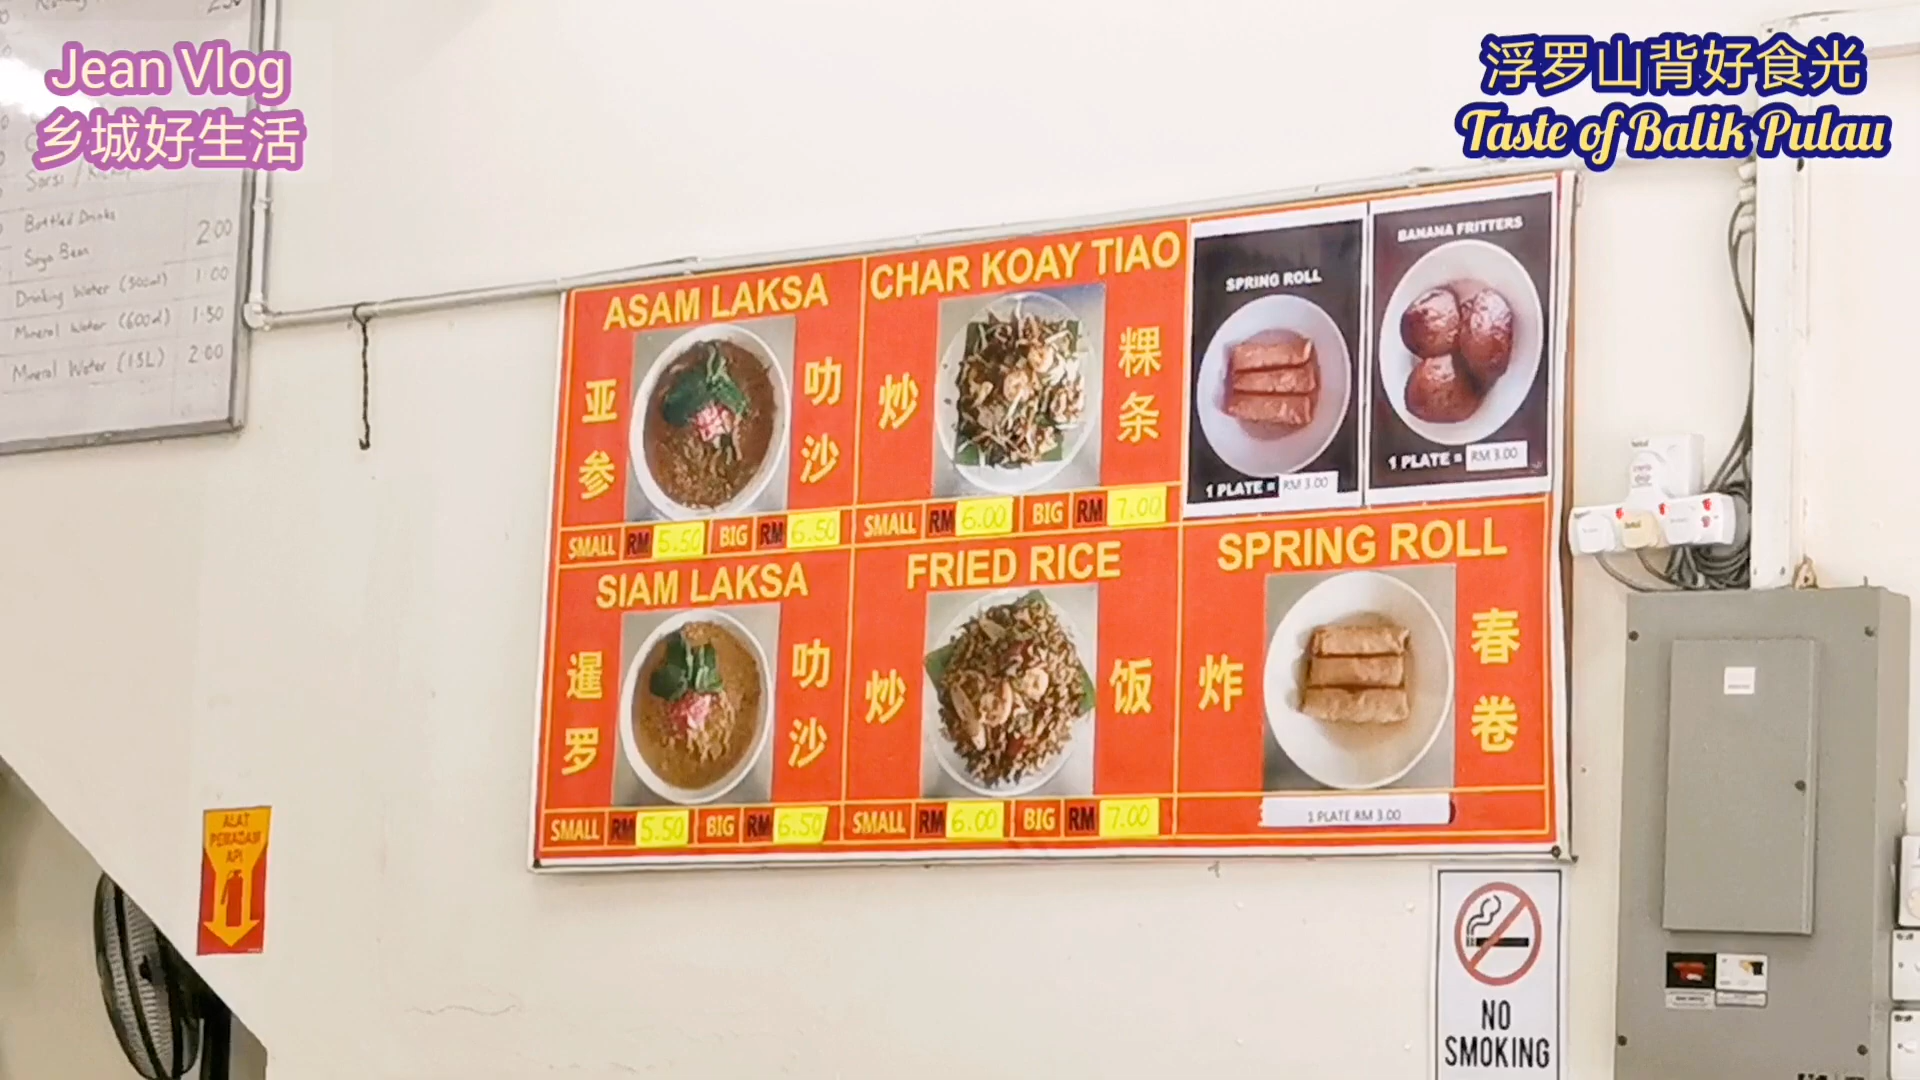 Jean Vlog
乡城好生活
浮罗山背好食光
Taste of Balik Pulau
Sarsi /
Bottled Drinks
Soya Bean 2.00
Drinking Water (500ml) 1.00
Mineral Water (600ml) 1.50
Mineral Water (1.5L) 2.00
ASAM LAKSA
亚参
叻沙
SMALL RM 5.50 BIG RM 6.50
CHAR KOAY TIAO
炒
粿条
SMALL RM 6.00 BIG RM 7.00
SPRING ROLL
1 PLATE = RM 3.00
BANANA FRITTERS
1 PLATE = RM 3.00
SIAM LAKSA
暹罗
叻沙
SMALL RM 5.50 BIG RM 6.50
FRIED RICE
炒
饭
SMALL RM 6.00 BIG RM 7.00
SPRING ROLL
炸
春卷
1 PLATE RM 3.00
ALAT
PEMADAM
API
NO
SMOKING